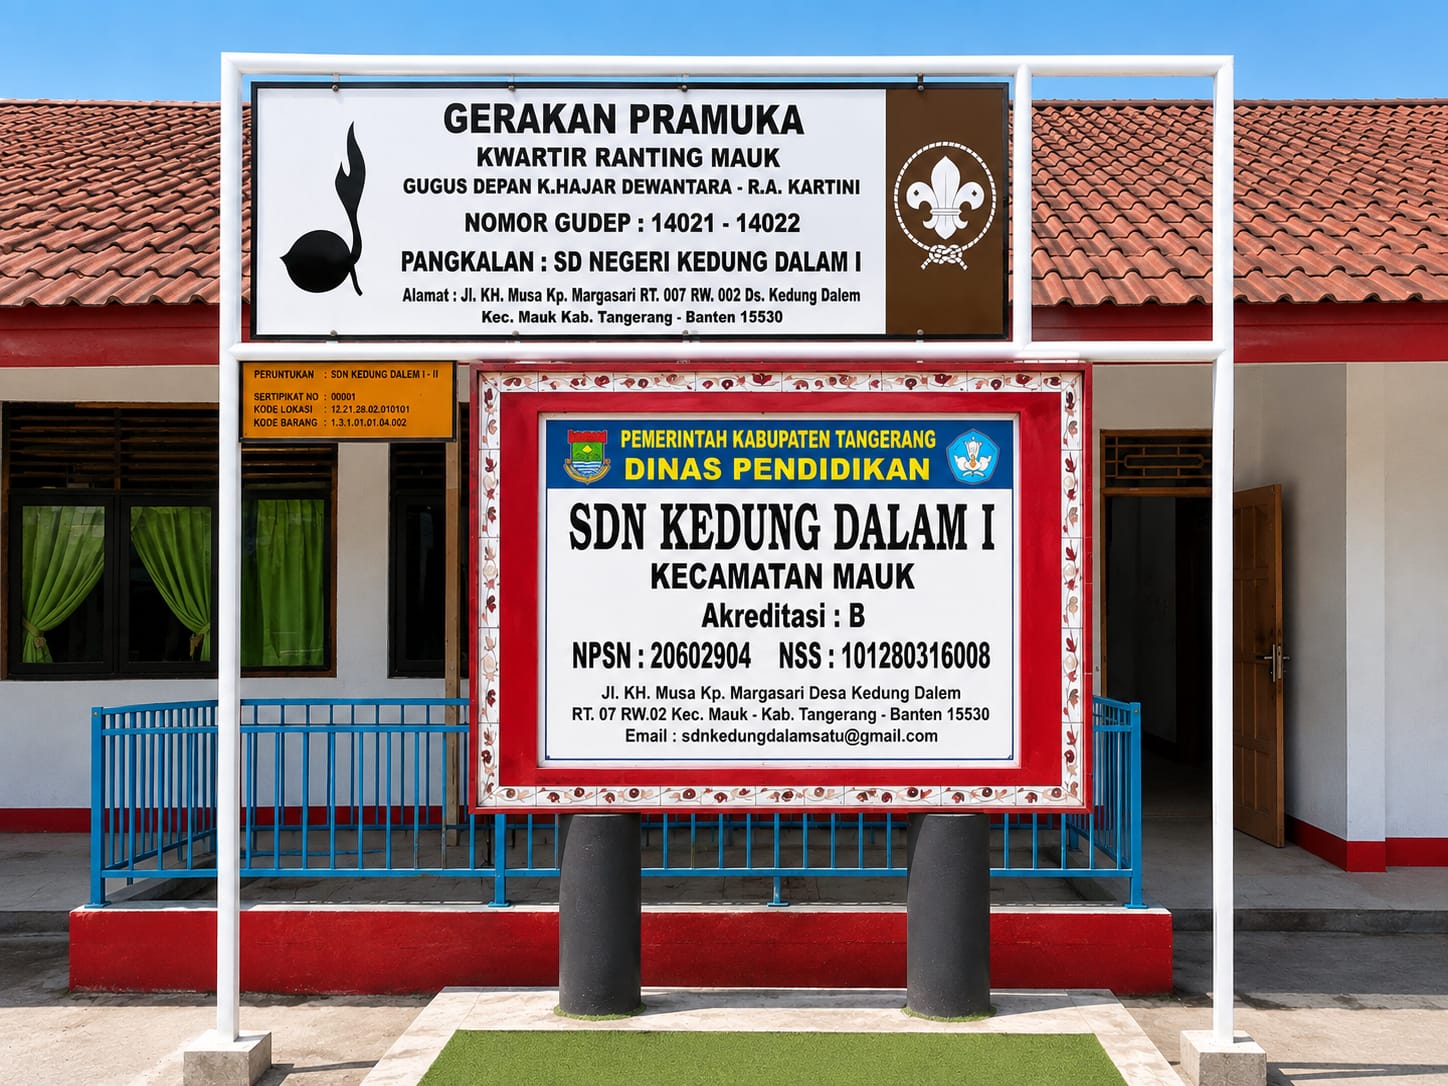 GERAKAN PRAMUKA
KWARTIR RANTING MAUK
GUGUS DEPAN K.HAJAR DEWANTARA - R.A. KARTINI
NOMOR GUDEP : 14021 - 14022
PANGKALAN : SD NEGERI KEDUNG DALAM I
Alamat : Jl. KH. Musa Kp. Margasari RT. 007 RW. 002 Ds. Kedung Dalem
Kec. Mauk Kab. Tangerang - Banten 15530
PERUNTUKAN : SDN KEDUNG DALEM I - II
SERTIPIKAT NO : 00001
KODE LOKASI : 12.21.28.02.010101
KODE BARANG : 1.3.1.01.01.04.002
PEMERINTAH KABUPATEN TANGERANG
DINAS PENDIDIKAN
SDN KEDUNG DALAM I
KECAMATAN MAUK
Akreditasi : B
NPSN : 20602904 NSS : 101280316008
Jl. KH. Musa Kp. Margasari Desa Kedung Dalem
RT. 07 RW.02 Kec. Mauk - Kab. Tangerang - Banten 15530
Email : sdnkedungdalamsatu@gmail.com